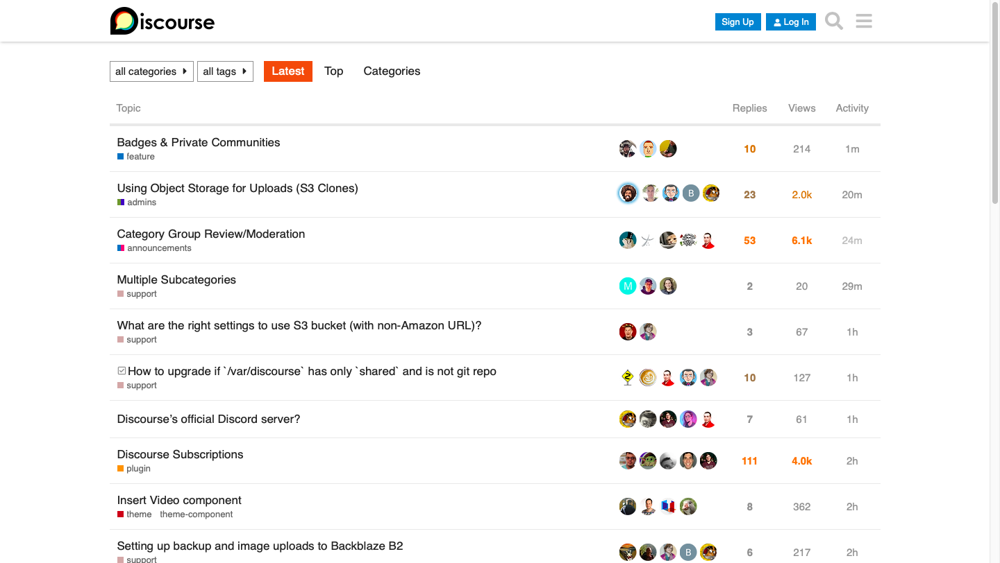 Discourse
Sign Up
Log In
all categories
all tags
Latest
Top
Categories
Topic
Replies
Views
Activity
Badges & Private Communities
feature
10
214
1m
Using Object Storage for Uploads (S3 Clones)
admins
B
23
2.0k
20m
Category Group Review/Moderation
announcements
53
6.1k
24m
Multiple Subcategories
support
M
2
20
29m
What are the right settings to use S3 bucket (with non-Amazon URL)?
support
3
67
1h
How to upgrade if `/var/discourse` has only `shared` and is not git repo
support
10
127
1h
Discourse’s official Discord server?
7
61
1h
Discourse Subscriptions
plugin
111
4.0k
2h
Insert Video component
theme theme-component
8
362
2h
Setting up backup and image uploads to Backblaze B2
support
B
6
217
2h